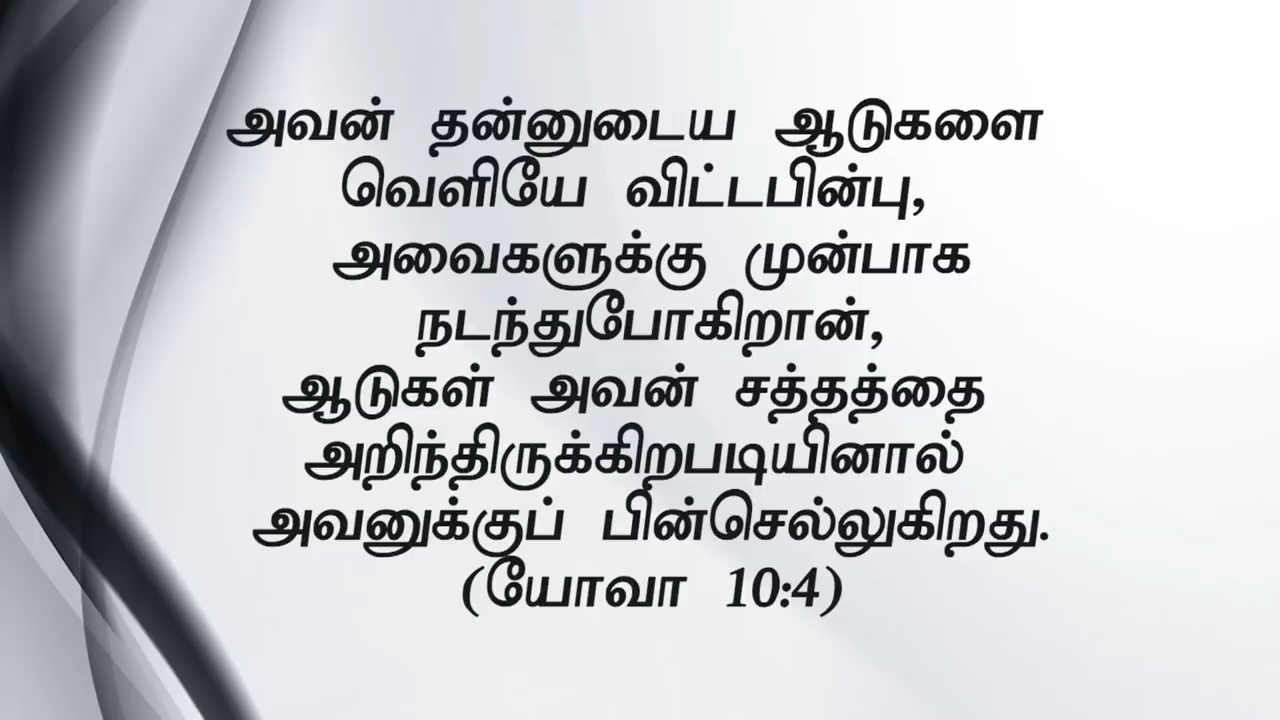 அவன் தன்னுடைய ஆடுகளை
வெளியே விட்டபின்பு,
அவைகளுக்கு முன்பாக
நடந்துபோகிறான்,
ஆடுகள் அவன் சத்தத்தை
அறிந்திருக்கிறபடியினால்
அவனுக்குப் பின்செல்லுகிறது.
(யோவா 10:4)